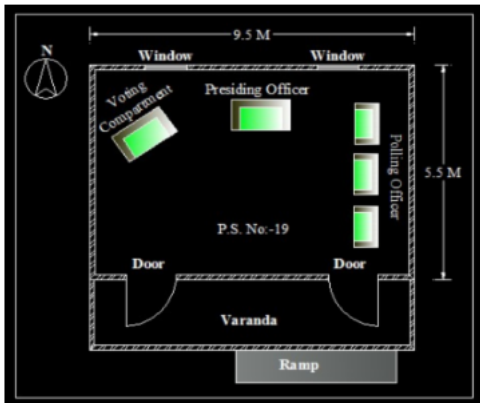 9.5 M
N
Window
Window
Voting
Compartment
Presiding Officer
Polling Officer
5.5 M
P.S. No:-19
Door
Door
Varanda
Ramp